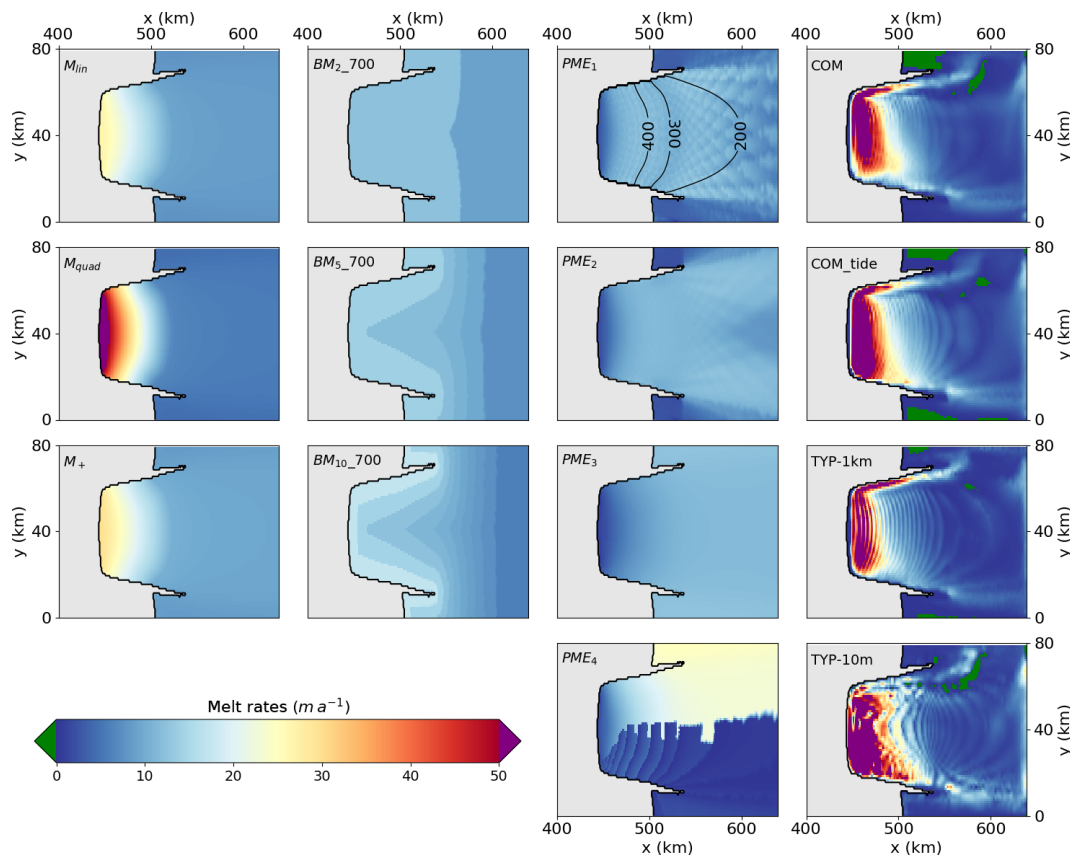 x (km) x (km) x (km) x (km)
400 500 600 400 500 600 400 500 600 400 500 600
80 M_lin BM_2_700 PME_1 COM 80
y (km) 40 400 300 200 40 y (km)
0 0
80 M_quad BM_5_700 PME_2 COM_tide 80
y (km) 40 40 y (km)
0 0
80 M_+ BM_10_700 PME_3 TYP-1km 80
y (km) 40 40 y (km)
0 0
PME_4 TYP-10m 80
Melt rates (m a⁻¹) 40 y (km)
0 10 20 30 40 50
0
400 500 600 400 500 600
x (km) x (km)